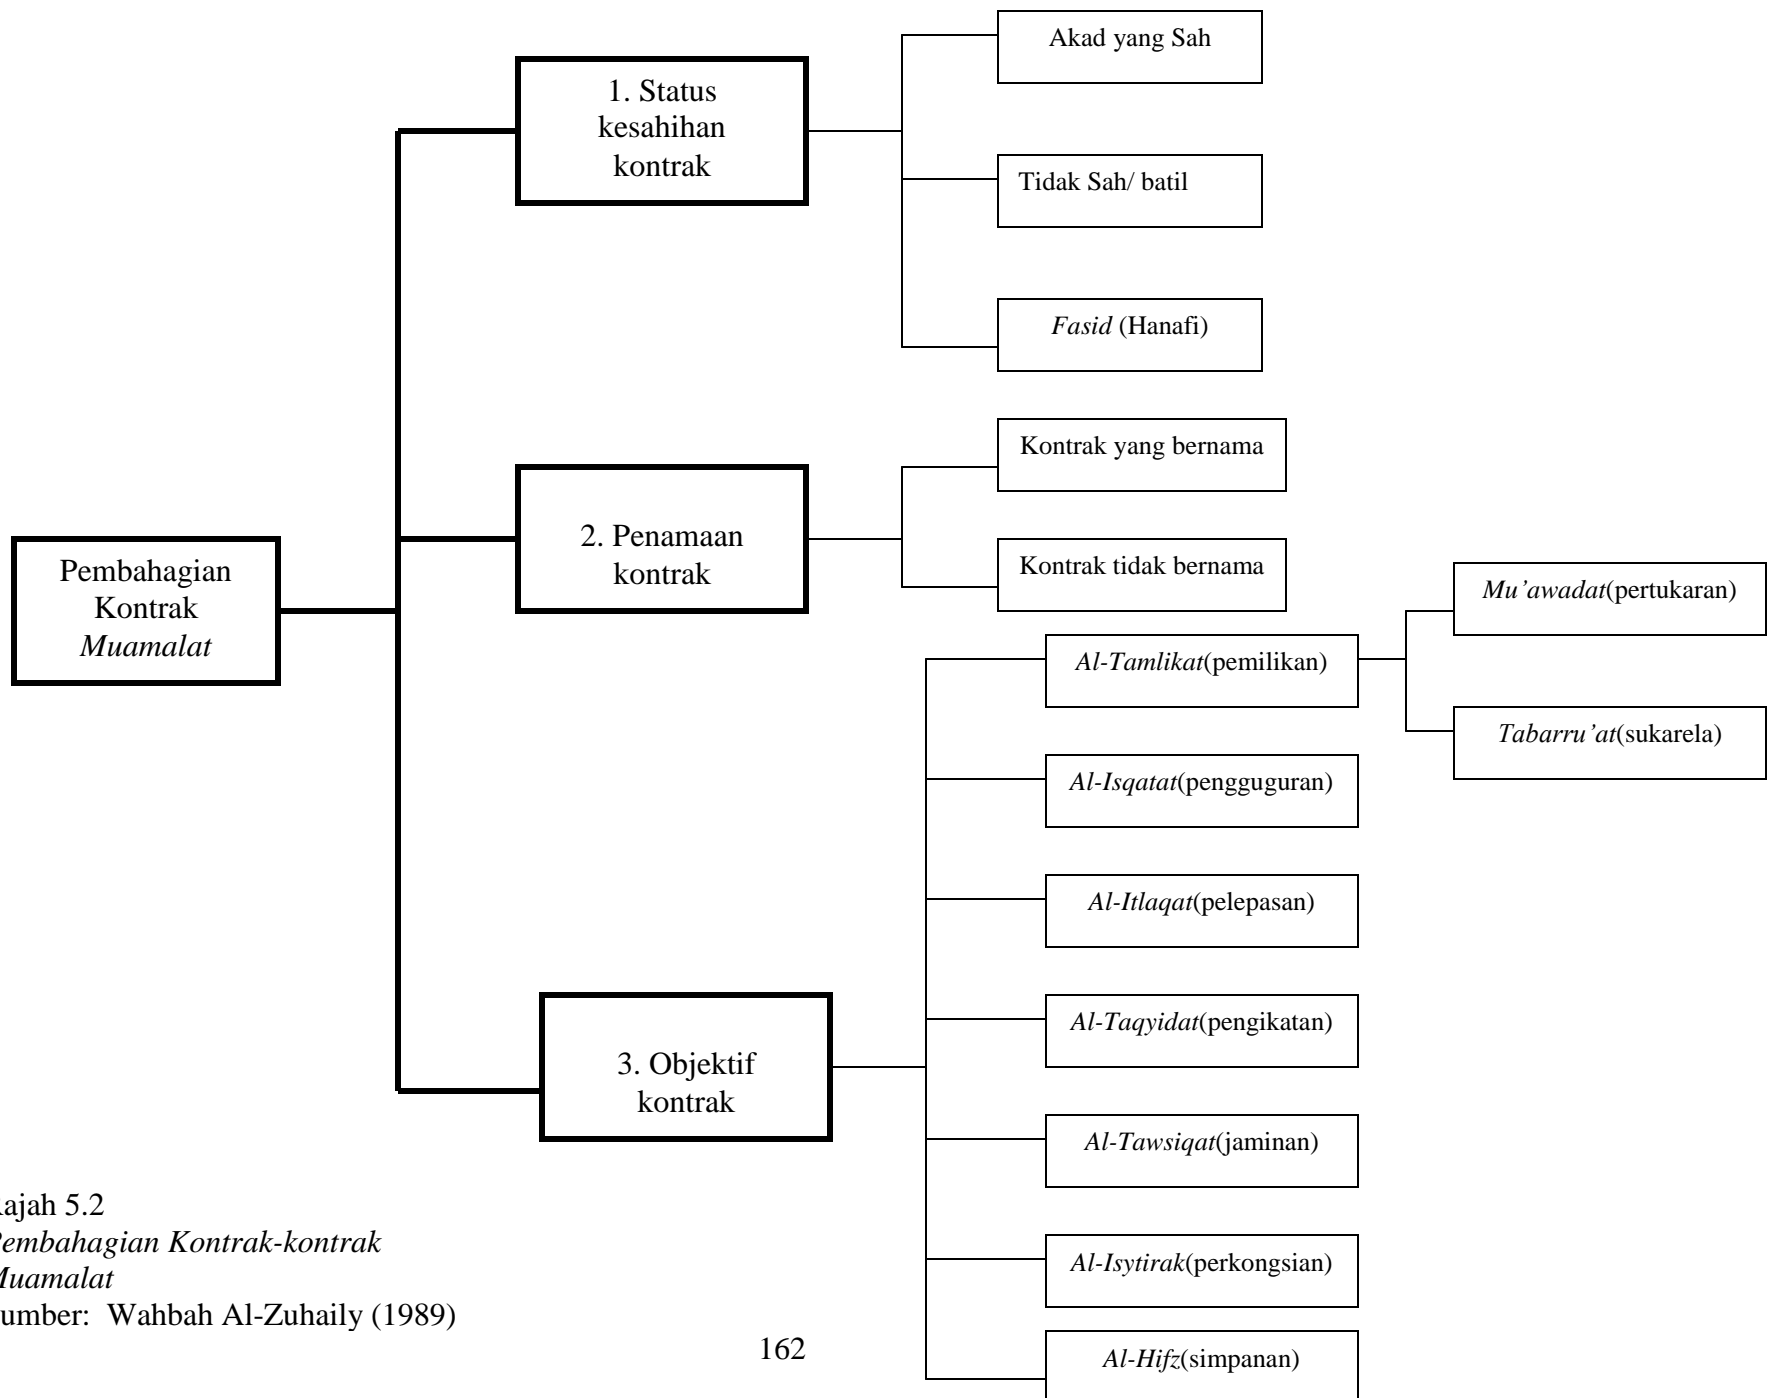 Akad yang Sah
1. Status
kesahihan
kontrak
Tidak Sah/ batil
Fasid (Hanafi)
Kontrak yang bernama
2. Penamaan
kontrak
Kontrak tidak bernama
Pembahagian
Kontrak
Muamalat
Mu’awadat(pertukaran)
Al-Tamlikat(pemilikan)
Tabarru’at(sukarela)
Al-Isqatat(pengguguran)
Al-Itlaqat(pelepasan)
Al-Taqyidat(pengikatan)
3. Objektif
kontrak
Al-Tawsiqat(jaminan)
Al-Isytirak(perkongsian)
Al-Hifz(simpanan)
ajah 5.2
Pembahagian Kontrak-kontrak
Muamalat
umber: Wahbah Al-Zuhaily (1989)
162